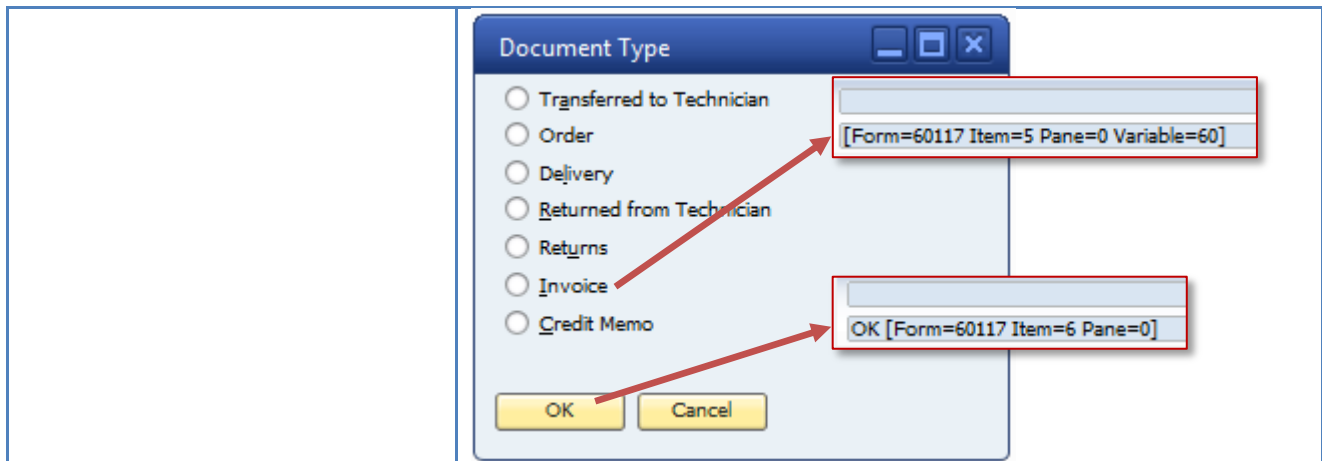 Document Type
Transferred to Technician
Order
[Form=60117 Item=5 Pane=0 Variable=60]
Delivery
Returned from Technician
Returns
Invoice
Credit Memo
OK [Form=60117 Item=6 Pane=0]
OK Cancel